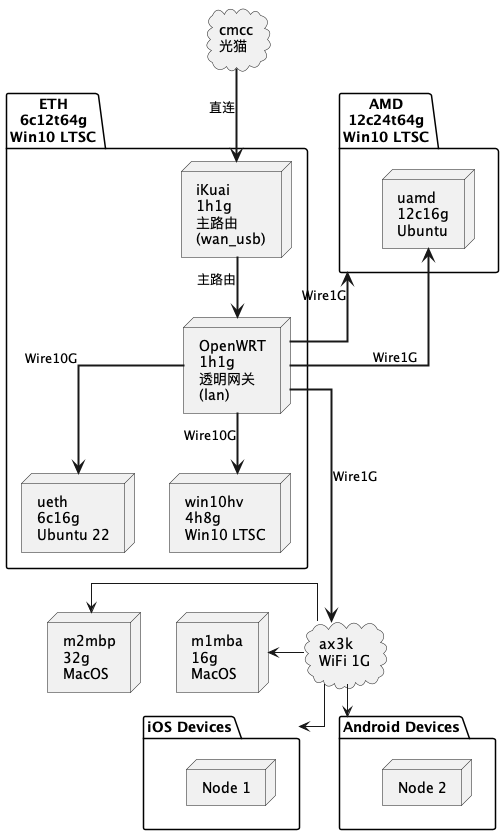 cmcc
光猫
直连
ETH
6c12t64g
Win10 LTSC
AMD
12c24t64g
Win10 LTSC
iKuai
1h1g
主路由
(wan_usb)
uamd
12c16g
Ubuntu
主路由
Wire1G
OpenWRT
1h1g
透明网关
(lan)
Wire10G
Wire1G
Wire10G
Wire1G
ueth
6c16g
Ubuntu 22
win10hv
4h8g
Win10 LTSC
m2mbp
32g
MacOS
m1mba
16g
MacOS
ax3k
WiFi 1G
iOS Devices
Node 1
Android Devices
Node 2